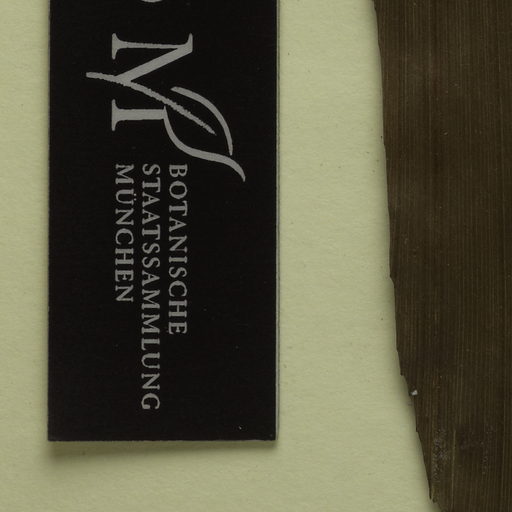 M
BOTANISCHE
STAATSSAMMLUNG
MÜNCHEN